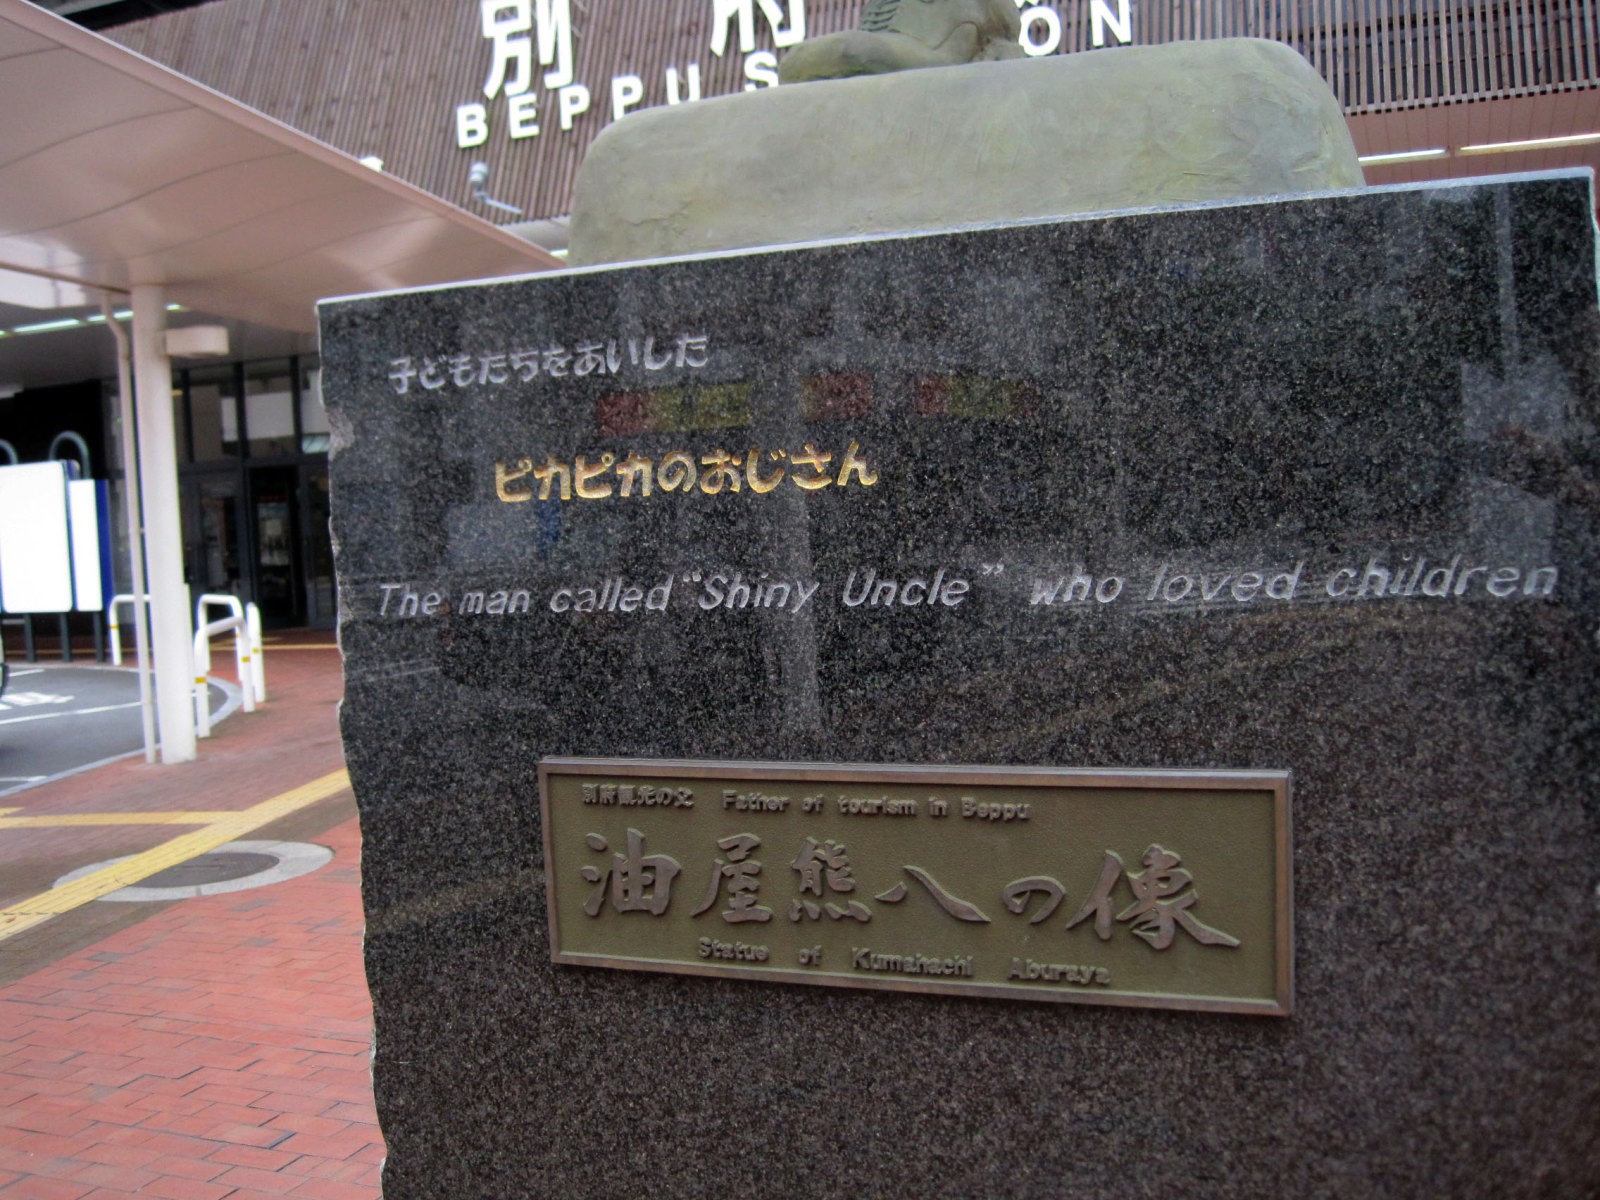 別府
BEPPU S ON
子どもたちをあいした
ピカピカのおじさん
The man called "Shiny Uncle" who loved children
別府観光の父 Father of tourism in Beppu
油屋熊八の像
Statue of Kumahachi Aburaya